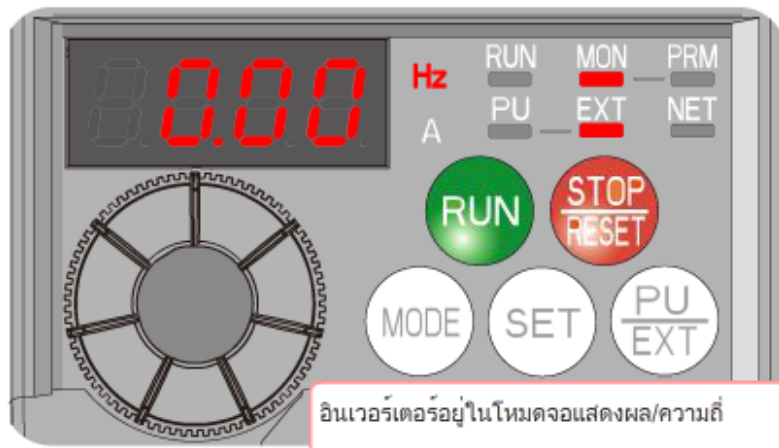 0.00
Hz RUN MON PRM
A PU EXT NET
RUN STOP
RESET
MODE SET PU
EXT
อินเวอร์เตอร์อยู่ในโหมดจอแสดงผล/ความถี่